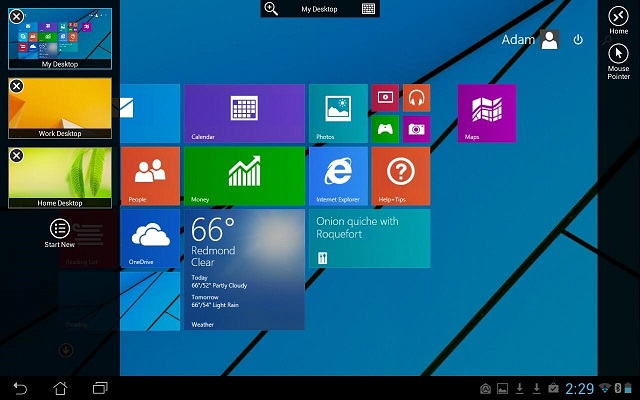 My Desktop
Home
Mouse
Pointer
My Desktop
Work Desktop
Home Desktop
Start New
Adam
Calendar
Photos
Maps
People
Money
Internet Explorer
Help+Tips
Reading List
OneDrive
66°
Redmond
Clear
Today
66°/52° Partly Cloudy
Tomorrow
66°/54° Light Rain
Weather
Onion quiche with
Roquefort
Desktop
2:29